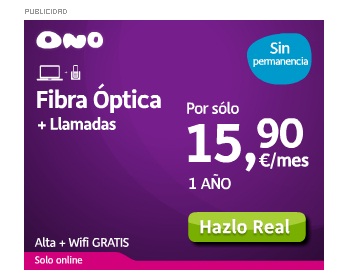 PUBLICIDAD
ONO
Sin
permanencia
Fibra Óptica
+ Llamadas
Por sólo
15,90
€/mes
1 AÑO
Hazlo Real
Alta + Wifi GRATIS
Solo online